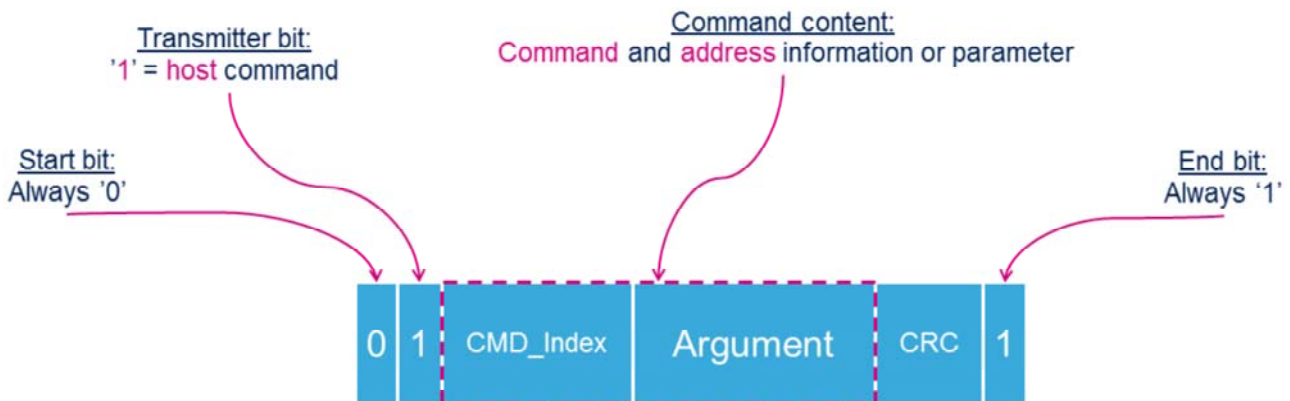 Transmitter bit:
’1’ = host command
Command content:
Command and address information or parameter
Start bit:
Always ’0’
End bit:
Always ‘1’
0 1 CMD_Index Argument CRC 1